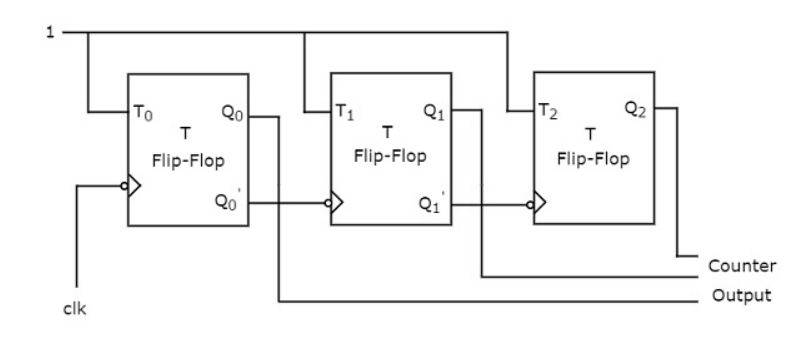 1
T₀
Q₀
T
Flip-Flop
Q₀'
T₁
Q₁
T
Flip-Flop
Q₁'
T₂
Q₂
T
Flip-Flop
clk
Counter
Output